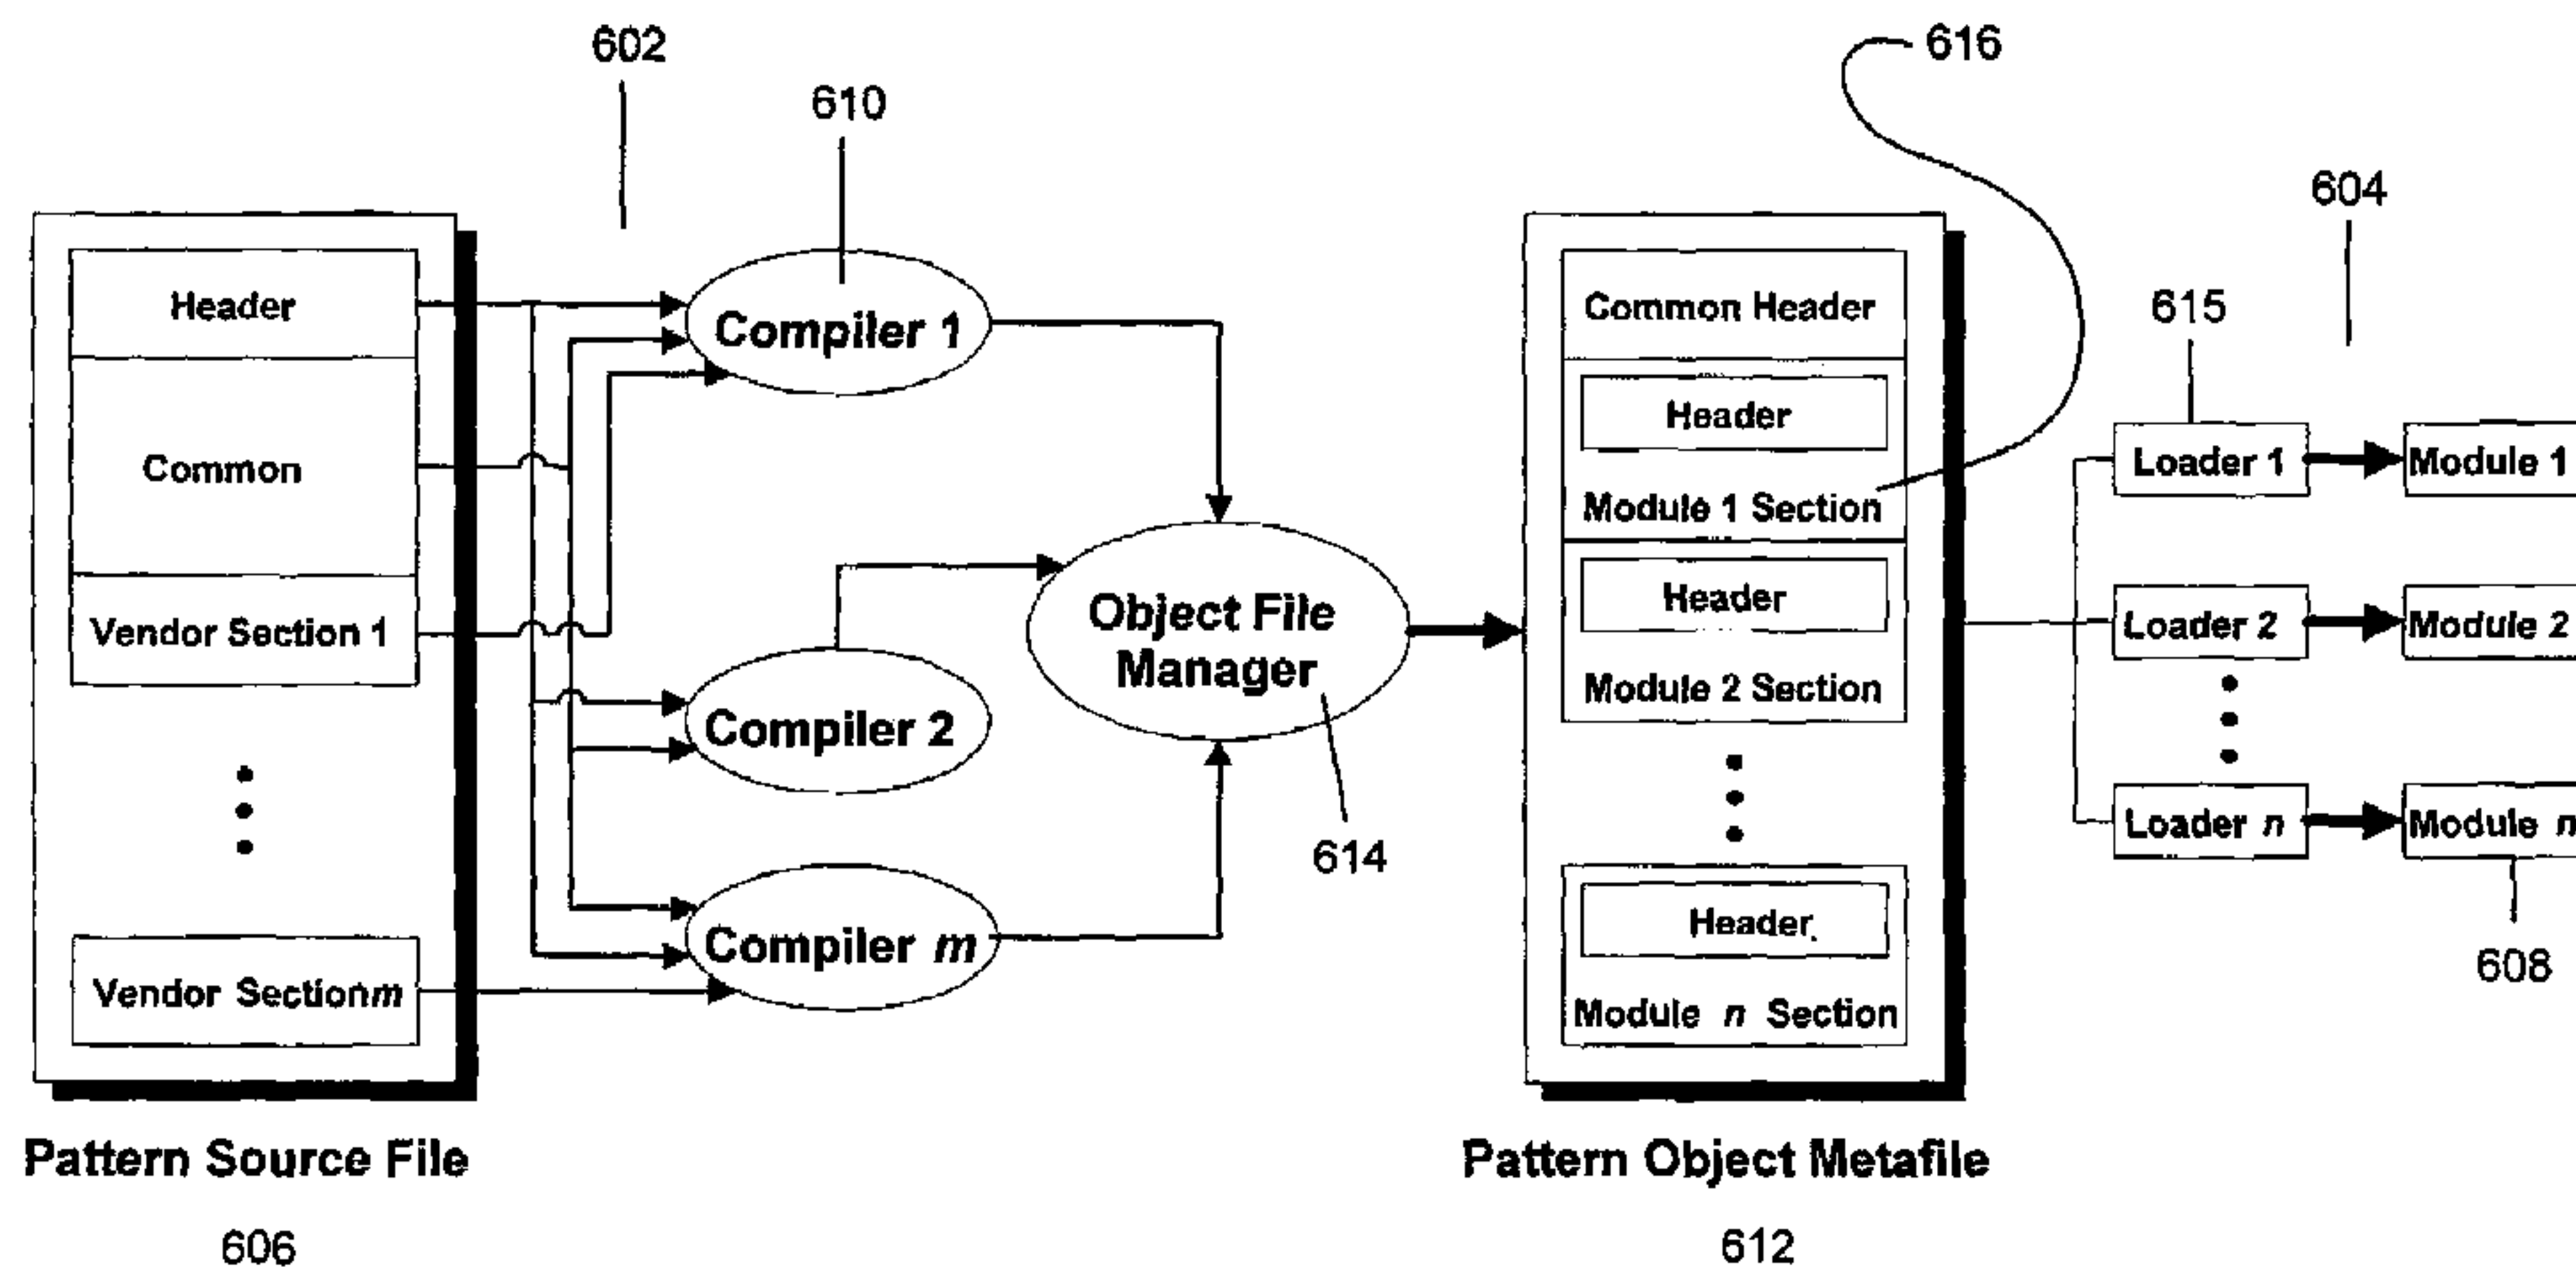 602
610
616
604
615
Header
Common
Vendor Section 1
Vendor Section m
Compiler 1
Compiler 2
Compiler m
Object File
Manager
614
Common Header
Header
Module 1 Section
Header
Module 2 Section
Header
Module n Section
Loader 1
Module 1
Loader 2
Module 2
Loader n
Module n
608
Pattern Source File
606
Pattern Object Metafile
612